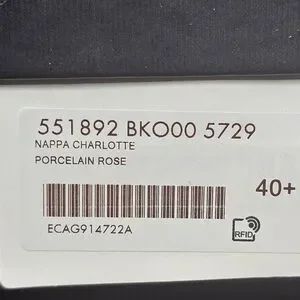 551892 BKO00 5729
NAPPA CHARLOTTE
PORCELAIN ROSE
40+
ECAG914722A
RFID